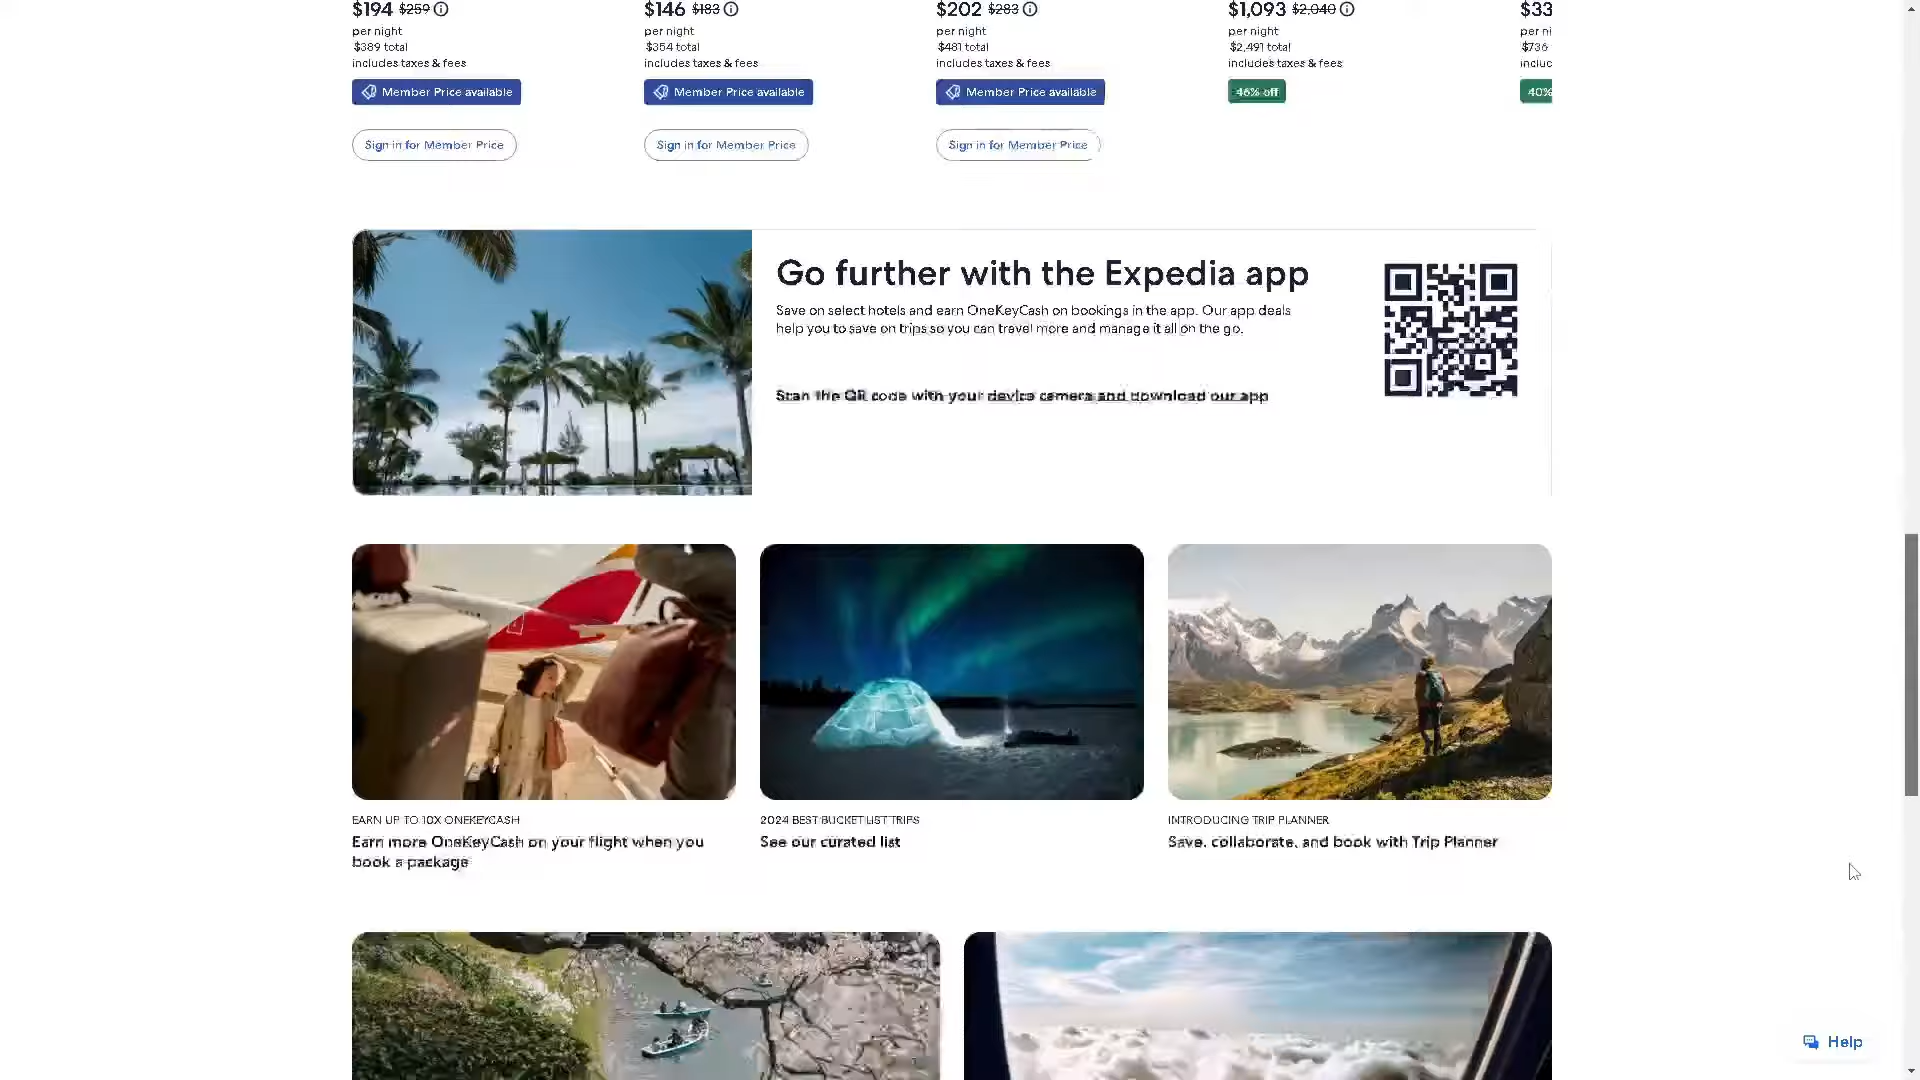 $194 $259
$146 $183
$202 $283
$1,093 $2,040
$33
per night
per night
per night
per night
per ni
$389 total
$354 total
$481 total
$2,491 total
$736
includes taxes & fees
includes taxes & fees
includes taxes & fees
includes taxes & fees
includ
Member Price available
Member Price available
Member Price available
46% off
40%
Sign in for Member Price
Sign in for Member Price
Sign in for Member Price
Go further with the Expedia app
Save on select hotels and earn OneKeyCash on bookings in the app. Our app deals
help you to save on trips so you can travel more and manage it all on the go.
Scan the QR code with your device camera and download our app
EARN UP TO 10X ONEKEYCASH
Earn more OneKeyCash on your flight when you
book a package
2024 BEST BUCKET LIST TRIPS
See our curated list
INTRODUCING TRIP PLANNER
Save, collaborate, and book with Trip Planner
Help